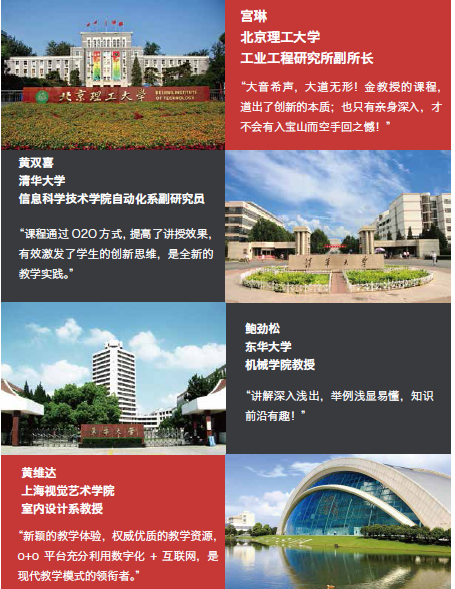 北京理工大学
BEIJING INSTITUTE
OF TECHNOLOGY
宫琳
北京理工大学
工业工程研究所副所长
“大音希声，大道无形！金教授的课程，
道出了创新的本质；也只有亲身深入，才
不会有入宝山而空手回之憾！”
黄双喜
清华大学
信息科学技术学院自动化系副研究员
“课程通过 O2O 方式，提高了讲授效果，
有效激发了学生的创新思维，是全新的
教学实践。”
清华大学
东华大学
鲍劲松
东华大学
机械学院教授
“讲解深入浅出，举例浅显易懂，知识
前沿有趣！”
黄维达
上海视觉艺术学院
室内设计系教授
“新颖的教学体验，权威优质的教学资源，
o+o 平台充分利用数字化 + 互联网，是
现代教学模式的领衔者。”